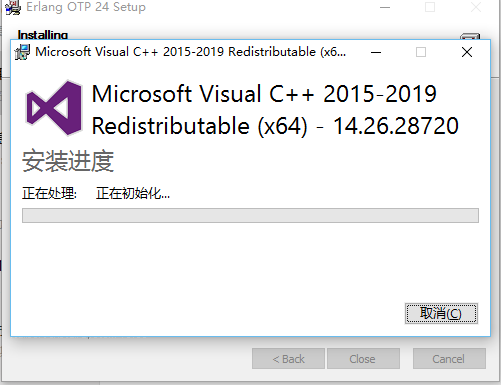 Erlang OTP 24 Setup
Installing
Microsoft Visual C++ 2015-2019 Redistributable (x6...
Microsoft Visual C++ 2015-2019
Redistributable (x64) - 14.26.28720
安装进度
正在处理: 正在初始化...
取消(C)
< Back Close Cancel